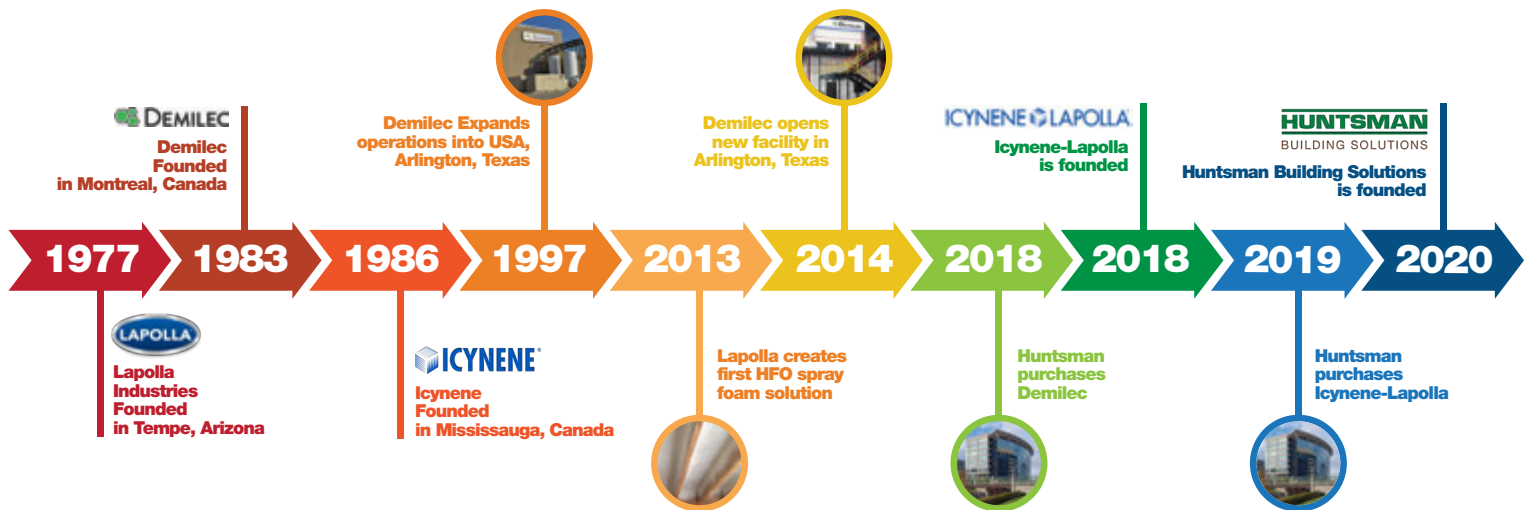 DEMILEC
Demilec
Founded
in Montreal, Canada
Demilec Expands
operations into USA,
Arlington, Texas
Demilec opens
new facility in
Arlington, Texas
ICYNENE LAPOLLA
Icynene-Lapolla
is founded
HUNTSMAN
BUILDING SOLUTIONS
Huntsman Building Solutions
is founded
1977
1983
1986
1997
2013
2014
2018
2018
2019
2020
LAPOLLA
Lapolla
Industries
Founded
in Tempe, Arizona
ICYNENE
Icynene
Founded
in Mississauga, Canada
Lapolla creates
first HFO spray
foam solution
Huntsman
purchases
Demilec
Huntsman
purchases
Icynene-Lapolla